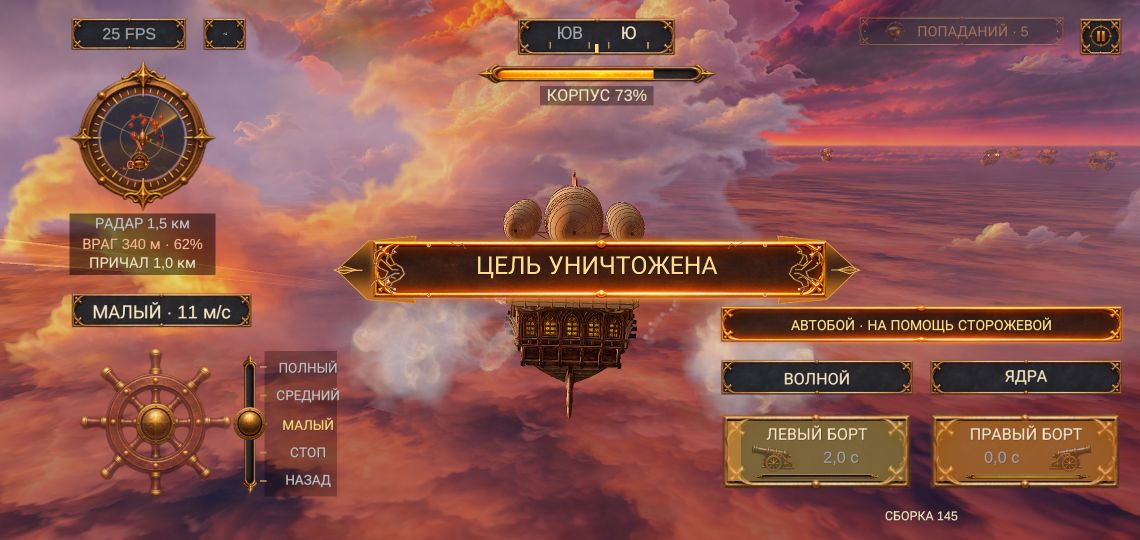 25 FPS
~
ЮВ Ю
ПОПАДАНИЙ · 5
КОРПУС 73%
РАДАР 1,5 км
ВРАГ 340 м · 62%
ПРИЧАЛ 1,0 км
ЦЕЛЬ УНИЧТОЖЕНА
МАЛЫЙ · 11 м/с
АВТОБОЙ · НА ПОМОЩЬ СТОРОЖЕВОЙ
ПОЛНЫЙ
СРЕДНИЙ
МАЛЫЙ
СТОП
НАЗАД
ВОЛНОЙ
ЯДРА
ЛЕВЫЙ БОРТ
2,0 с
ПРАВЫЙ БОРТ
0,0 с
СБОРКА 145